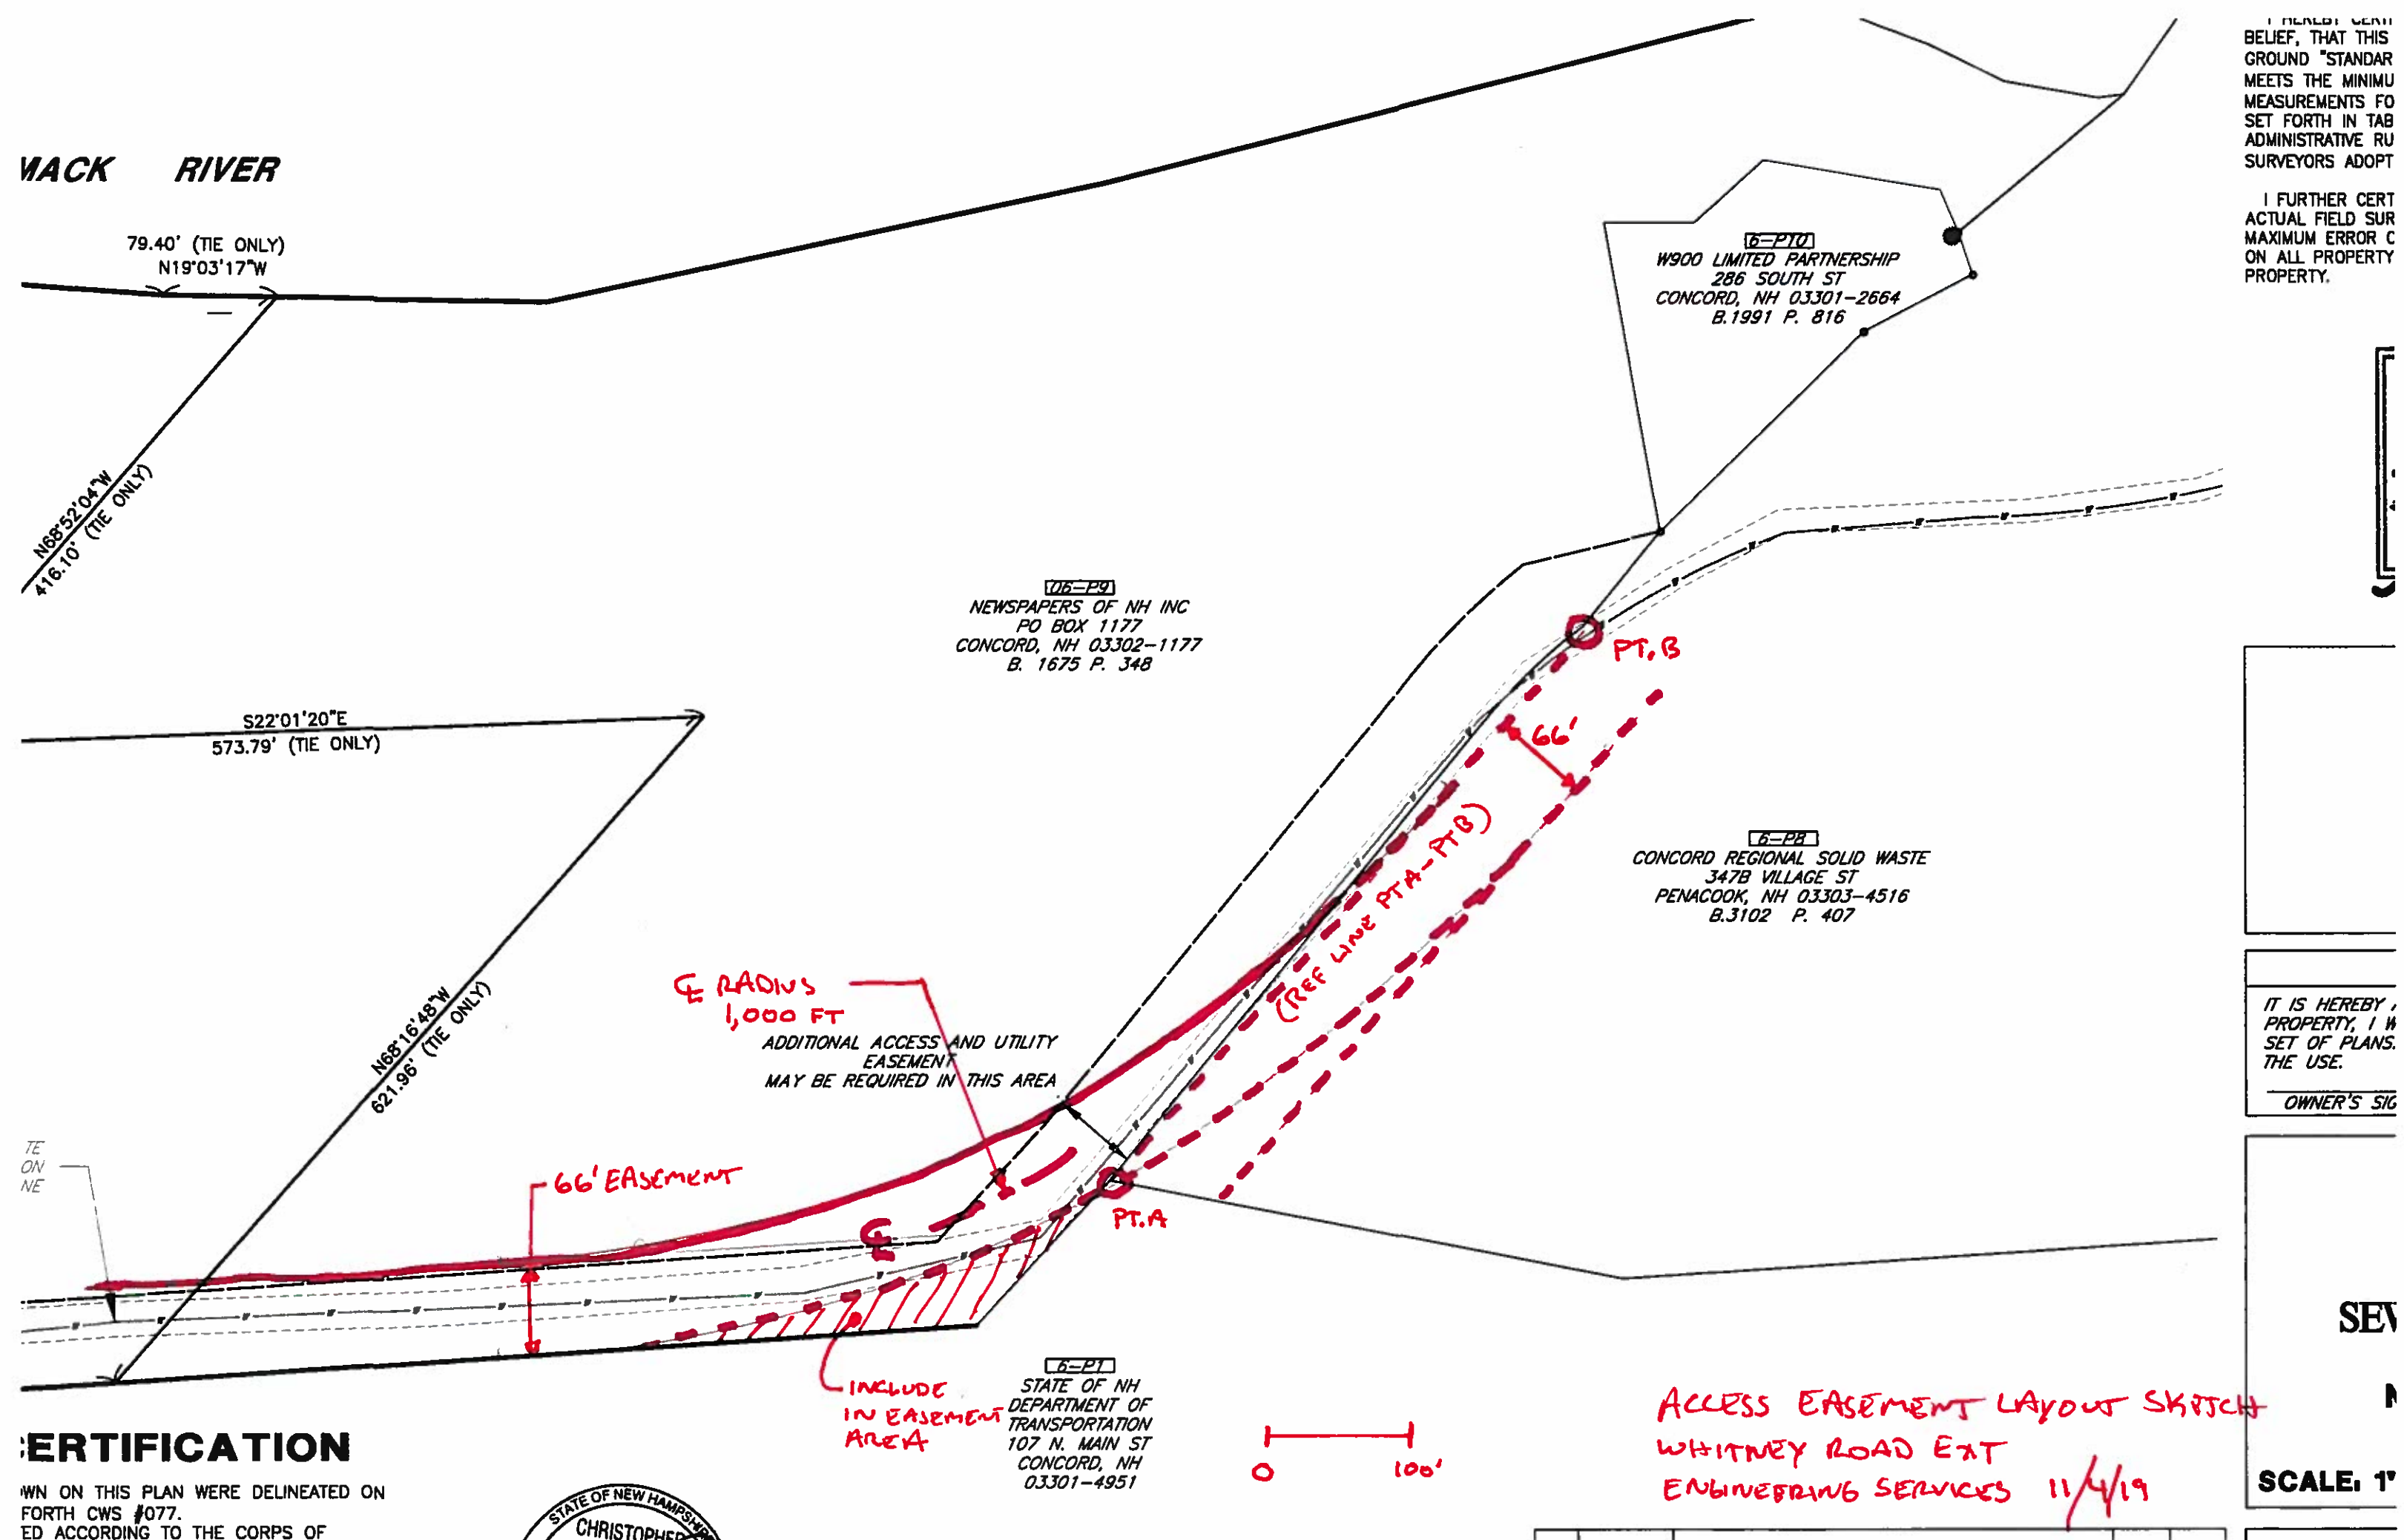 MACK RIVER
79.40' (TIE ONLY)
N19°03'17"W
N68°52'04"W
416.10' (TIE ONLY)
S22°01'20"E
573.79' (TIE ONLY)
N68°16'48"W
621.96' (TIE ONLY)
06-P9
NEWSPAPERS OF NH INC
PO BOX 1177
CONCORD, NH 03302-1177
B. 1675 P. 348
6-PT0
W900 LIMITED PARTNERSHIP
286 SOUTH ST
CONCORD, NH 03301-2664
B.1991 P. 816
PT.B
66'
(REF LINE PTA-PTB)
6-P8
CONCORD REGIONAL SOLID WASTE
347B VILLAGE ST
PENACOOK, NH 03303-4516
B.3102 P. 407
℄ RADIUS
1,000 FT
ADDITIONAL ACCESS AND UTILITY
EASEMENT
MAY BE REQUIRED IN THIS AREA
TE
ON
NE
66' EASEMENT
℄
PT.A
INCLUDE
IN EASEMENT
AREA
6-P1
STATE OF NH
DEPARTMENT OF
TRANSPORTATION
107 N. MAIN ST
CONCORD, NH
03301-4951
0 100'
ACCESS EASEMENT LAYOUT SKETCH
WHITNEY ROAD EXT
ENGINEERING SERVICES 11/4/19
ERTIFICATION
WN ON THIS PLAN WERE DELINEATED ON
FORTH CWS #077.
ED ACCORDING TO THE CORPS OF
STATE OF NEW HAMPSHIRE
CHRISTOPHER
I HEREBY CERTI
BELIEF, THAT THIS
GROUND "STANDAR
MEETS THE MINIMU
MEASUREMENTS FO
SET FORTH IN TAB
ADMINISTRATIVE RU
SURVEYORS ADOPT
I FURTHER CERT
ACTUAL FIELD SUR
MAXIMUM ERROR C
ON ALL PROPERTY
PROPERTY.
IT IS HEREBY
PROPERTY, I W
SET OF PLANS.
THE USE.
OWNER'S SIG
SEV
SCALE: 1"